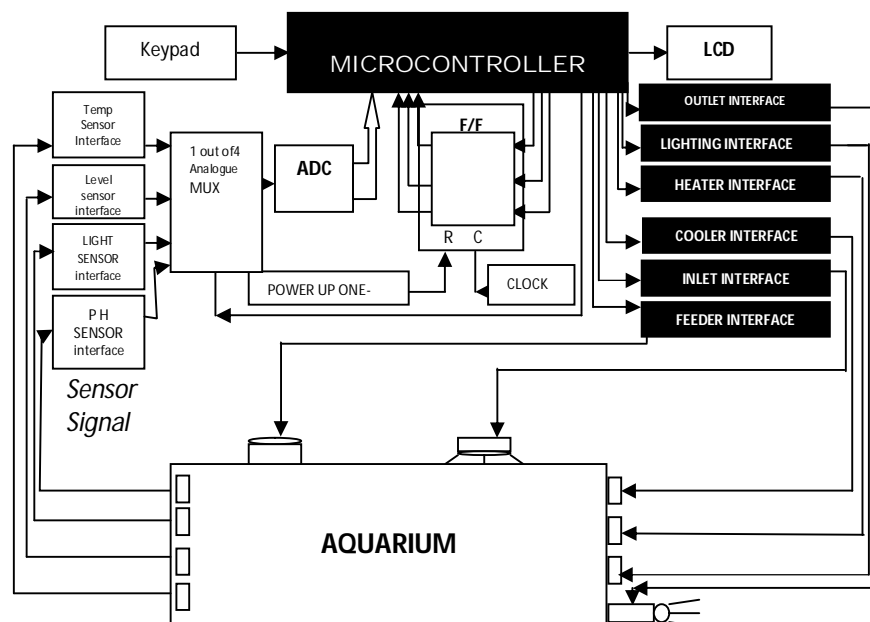 Keypad
MICROCONTROLLER
LCD
Temp
Sensor
Interface
Level
sensor
interface
LIGHT
SENSOR
interface
P H
SENSOR
interface
Sensor
Signal
1 out of4
Analogue
MUX
ADC
F/F
R C
POWER UP ONE-
CLOCK
OUTLET INTERFACE
LIGHTING INTERFACE
HEATER INTERFACE
COOLER INTERFACE
INLET INTERFACE
FEEDER INTERFACE
AQUARIUM